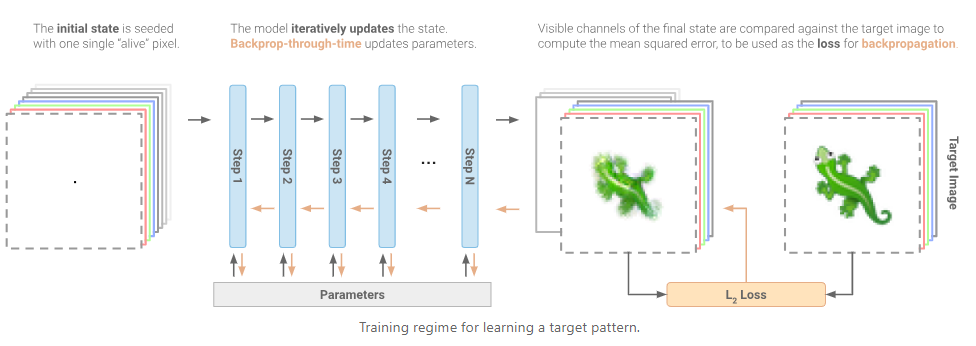 The initial state is seeded
with one single “alive” pixel.
The model iteratively updates the state.
Backprop-through-time updates parameters.
Visible channels of the final state are compared against the target image to
compute the mean squared error, to be used as the loss for backpropagation.
Step 1
Step 2
Step 3
Step 4
...
Step N
Target Image
Parameters
L2 Loss
Training regime for learning a target pattern.